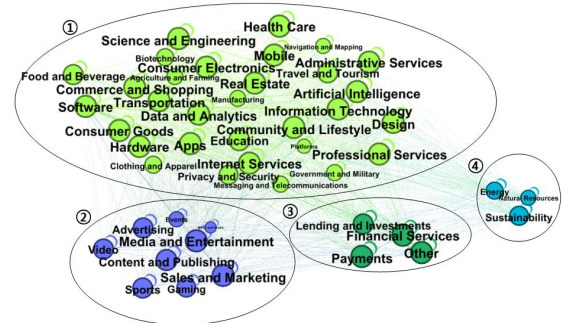 ①
Health Care
Science and Engineering
Navigation and Mapping
Biotechnology
Mobile
Administrative Services
Consumer Electronics
Food and Beverage
Agriculture and Farming
Travel and Tourism
Commerce and Shopping
Real Estate
Artificial Intelligence
Software
Transportation
Manufacturing
Data and Analytics
Information Technology
Consumer Goods
Community and Lifestyle
Design
Hardware
Apps
Education
Platforms
Professional Services
Clothing and Apparel
Internet Services
Privacy and Security
Government and Military
Messaging and Telecommunications
④
Energy
Natural Resources
Sustainability
②
Events
Advertising
Media and Entertainment
Video
Content and Publishing
Sales and Marketing
Sports
Gaming
③
Lending and Investments
Financial Services
Payments
Other